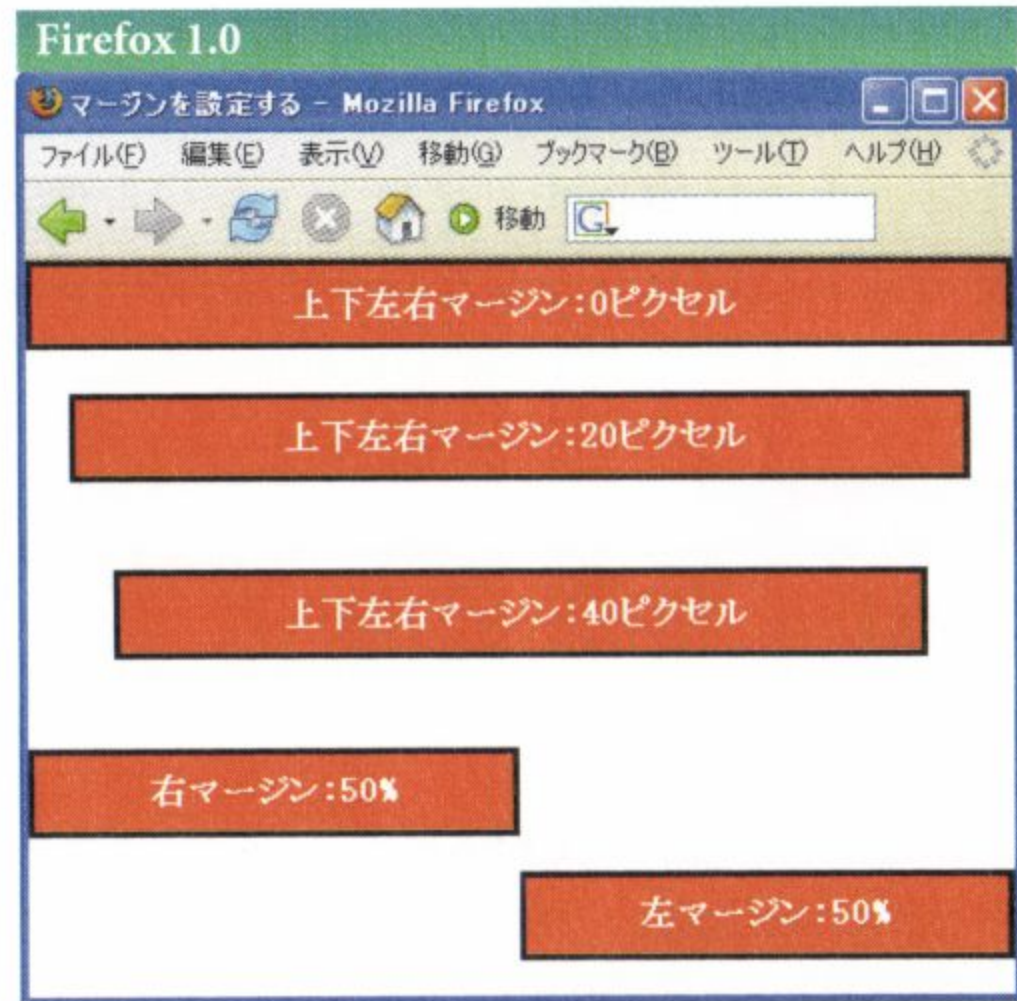 Firefox 1.0
マージンを設定する - Mozilla Firefox
ファイル(F) 編集(E) 表示(V) 移動(G) ブックマーク(B) ツール(T) ヘルプ(H)
移動 G
上下左右マージン:0ピクセル
上下左右マージン:20ピクセル
上下左右マージン:40ピクセル
右マージン:50%
左マージン:50%